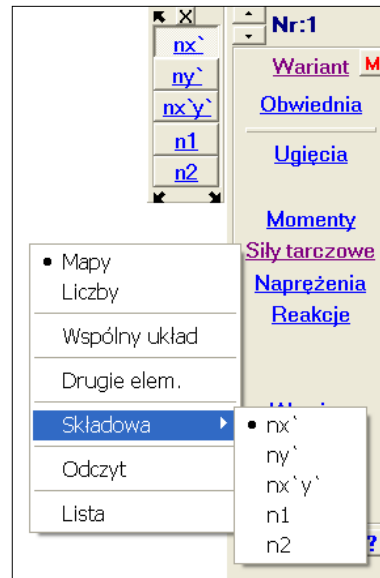 X
nx`
ny`
nx`y`
n1
n2
Nr:1
Wariant
M
Obwiednia
Ugięcia
Momenty
Siły tarczowe
Naprężenia
Reakcje
Mapy
Liczby
Wspólny układ
Drugie elem.
Składowa
Odczyt
Lista
nx`
ny`
nx`y`
n1
n2
?